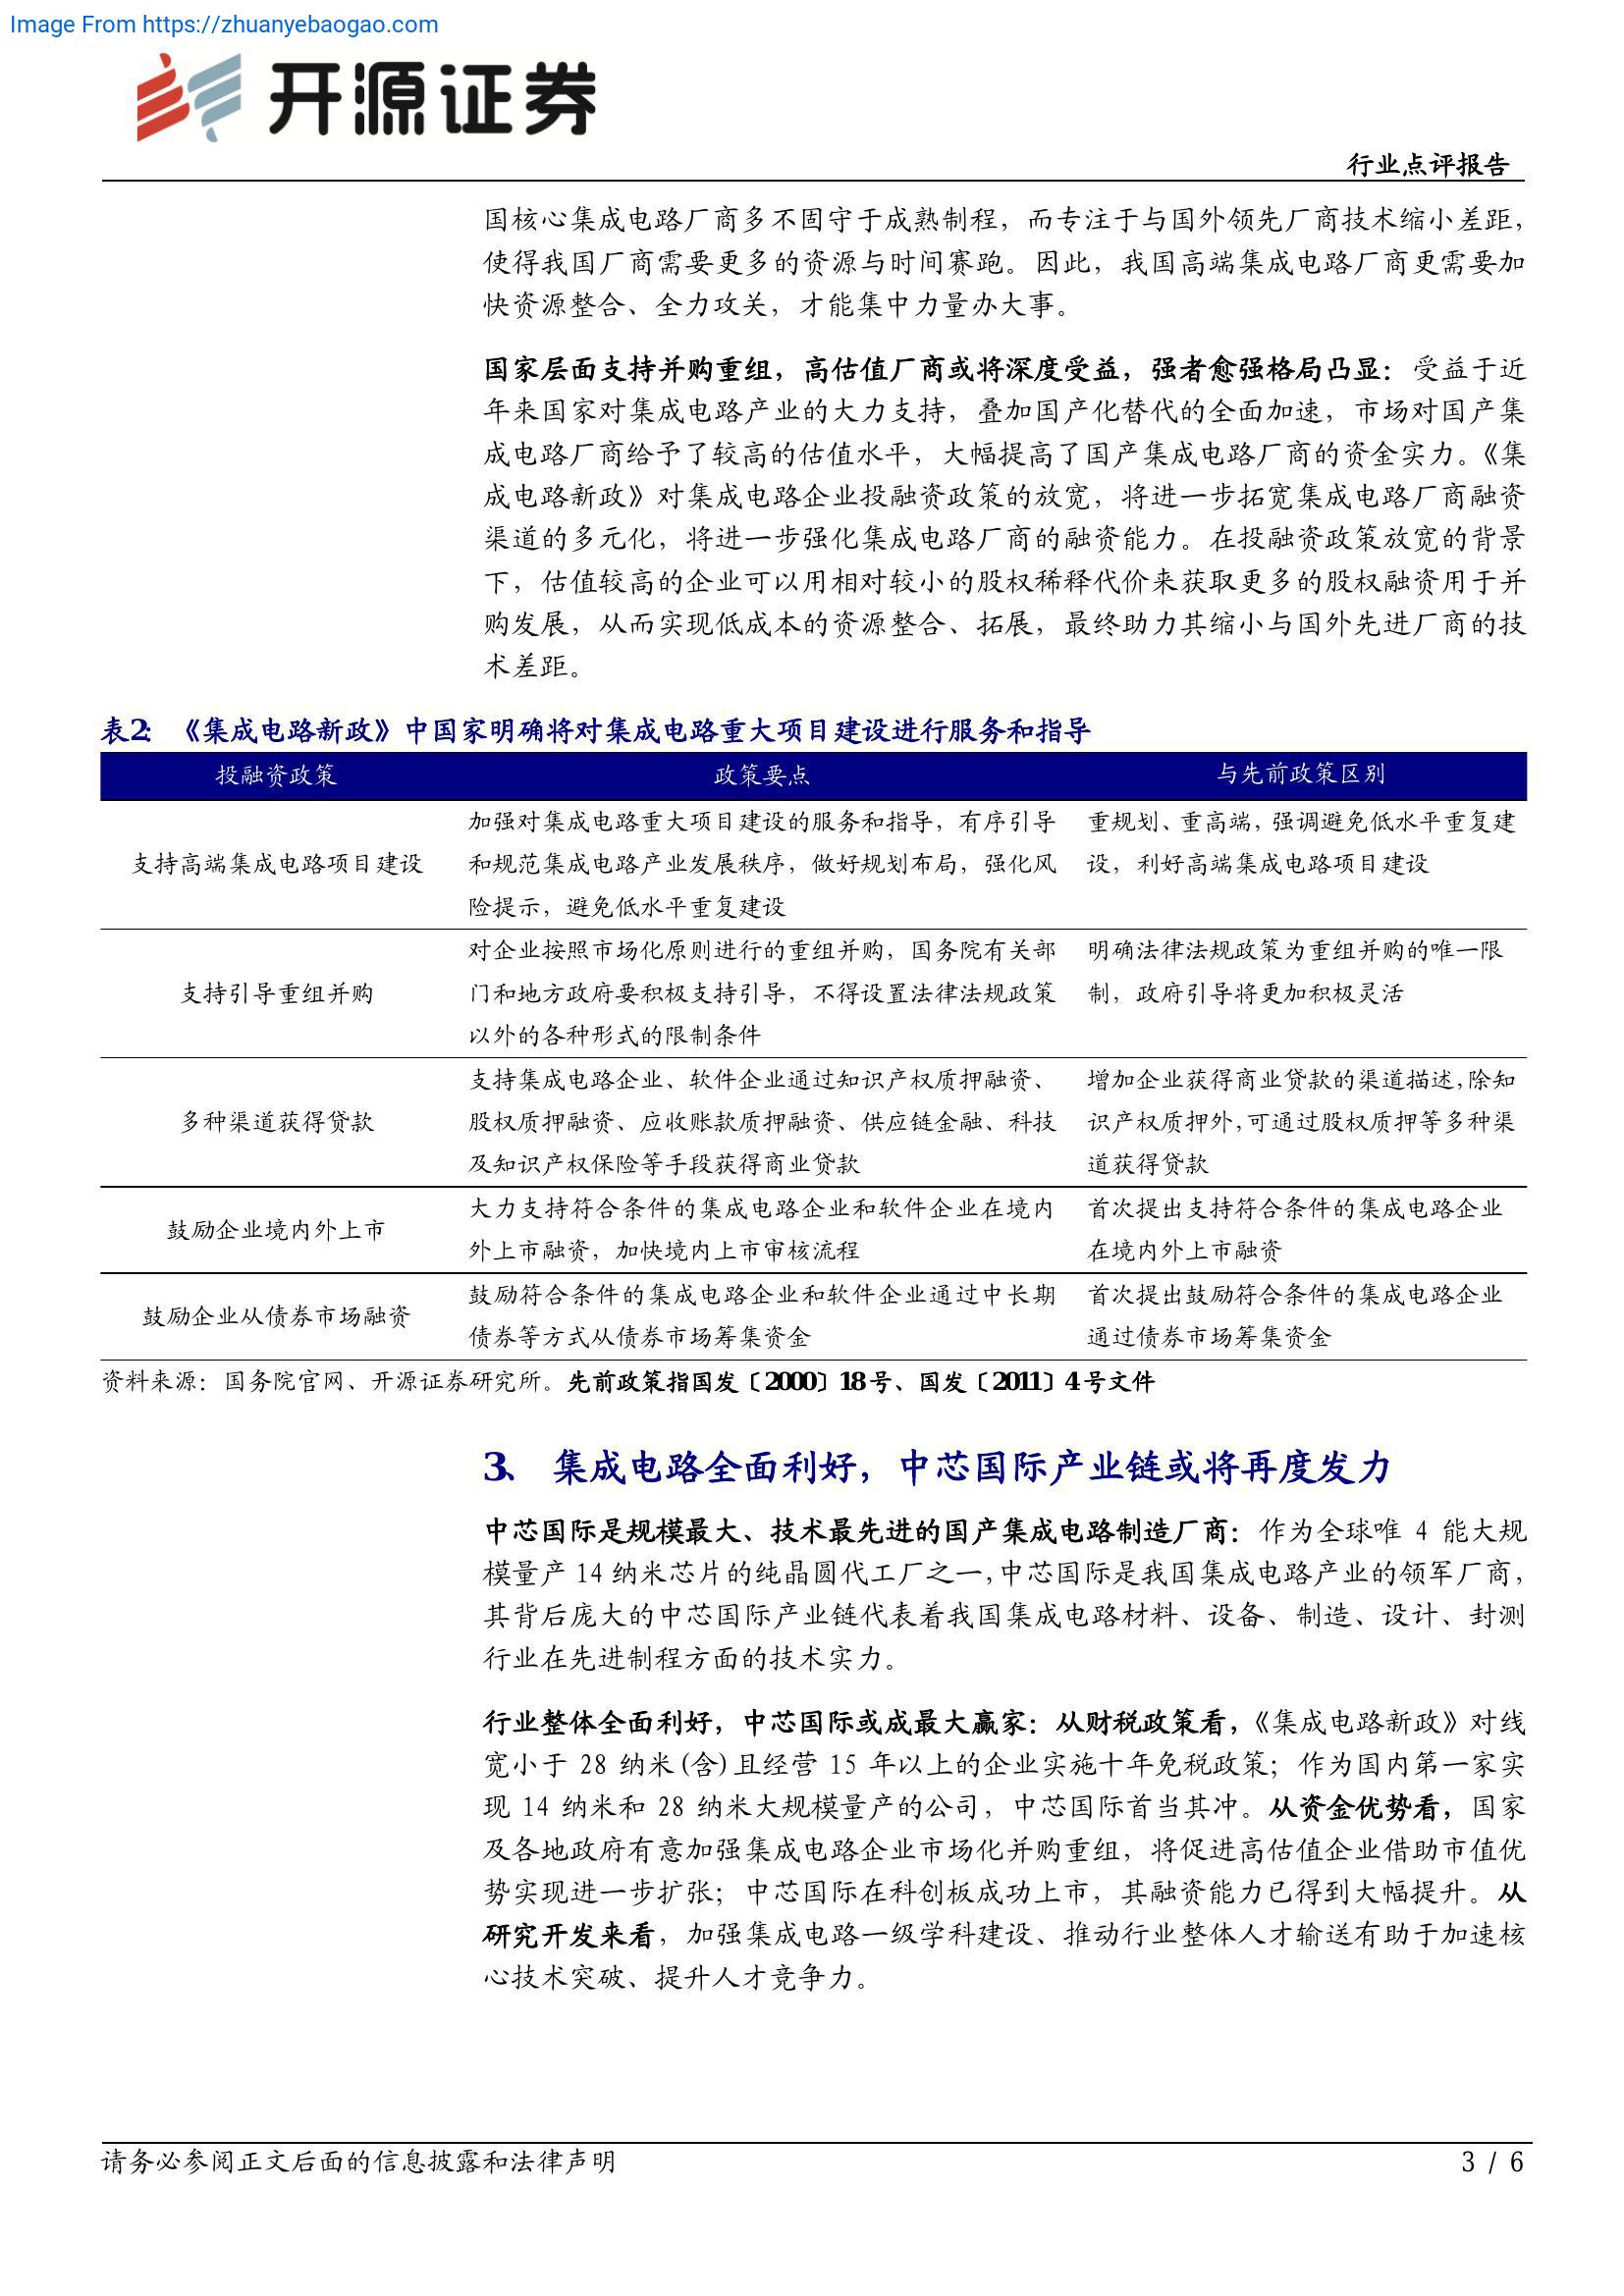 Image From https://zhuanyebaogao.com
开源证券
行业点评报告
国核心集成电路厂商多不固守于成熟制程，而专注于与国外领先厂商技术缩小差距，
使得我国厂商需要更多的资源与时间赛跑。因此，我国高端集成电路厂商更需要加
快资源整合、全力攻关，才能集中力量办大事。
国家层面支持并购重组，高估值厂商或将深度受益，强者愈强格局凸显：受益于近
年来国家对集成电路产业的大力支持，叠加国产化替代的全面加速，市场对国产集
成电路厂商给予了较高的估值水平，大幅提高了国产集成电路厂商的资金实力。《集
成电路新政》对集成电路企业投融资政策的放宽，将进一步拓宽集成电路厂商融资
渠道的多元化，将进一步强化集成电路厂商的融资能力。在投融资政策放宽的背景
下，估值较高的企业可以用相对较小的股权稀释代价来获取更多的股权融资用于并
购发展，从而实现低成本的资源整合、拓展，最终助力其缩小与国外先进厂商的技
术差距。
表2：《集成电路新政》中国家明确将对集成电路重大项目建设进行服务和指导
投融资政策 政策要点 与先前政策区别
加强对集成电路重大项目建设的服务和指导，有序引导 重规划、重高端，强调避免低水平重复建
支持高端集成电路项目建设 和规范集成电路产业发展秩序，做好规划布局，强化风 设，利好高端集成电路项目建设
险提示，避免低水平重复建设
对企业按照市场化原则进行的重组并购，国务院有关部 明确法律法规政策为重组并购的唯一限
支持引导重组并购 门和地方政府要积极支持引导，不得设置法律法规政策 制，政府引导将更加积极灵活
以外的各种形式的限制条件
支持集成电路企业、软件企业通过知识产权质押融资、 增加企业获得商业贷款的渠道描述，除知
多种渠道获得贷款 股权质押融资、应收账款质押融资、供应链金融、科技 识产权质押外，可通过股权质押等多种渠
及知识产权保险等手段获得商业贷款 道获得贷款
大力支持符合条件的集成电路企业和软件企业在境内 首次提出支持符合条件的集成电路企业
鼓励企业境内外上市
外上市融资，加快境内上市审核流程 在境内外上市融资
鼓励符合条件的集成电路企业和软件企业通过中长期 首次提出鼓励符合条件的集成电路企业
鼓励企业从债券市场融资
债券等方式从债券市场筹集资金 通过债券市场筹集资金
资料来源：国务院官网、开源证券研究所。先前政策指国发〔2000〕18号、国发〔2011〕4号文件
3、 集成电路全面利好，中芯国际产业链或将再度发力
中芯国际是规模最大、技术最先进的国产集成电路制造厂商：作为全球唯 4 能大规
模量产 14 纳米芯片的纯晶圆代工厂之一，中芯国际是我国集成电路产业的领军厂商，
其背后庞大的中芯国际产业链代表着我国集成电路材料、设备、制造、设计、封测
行业在先进制程方面的技术实力。
行业整体全面利好，中芯国际或成最大赢家：从财税政策看，《集成电路新政》对线
宽小于 28 纳米(含)且经营 15 年以上的企业实施十年免税政策；作为国内第一家实
现 14 纳米和 28 纳米大规模量产的公司，中芯国际首当其冲。从资金优势看，国家
及各地政府有意加强集成电路企业市场化并购重组，将促进高估值企业借助市值优
势实现进一步扩张；中芯国际在科创板成功上市，其融资能力已得到大幅提升。从
研究开发来看，加强集成电路一级学科建设、推动行业整体人才输送有助于加速核
心技术突破、提升人才竞争力。
请务必参阅正文后面的信息披露和法律声明 3 / 6